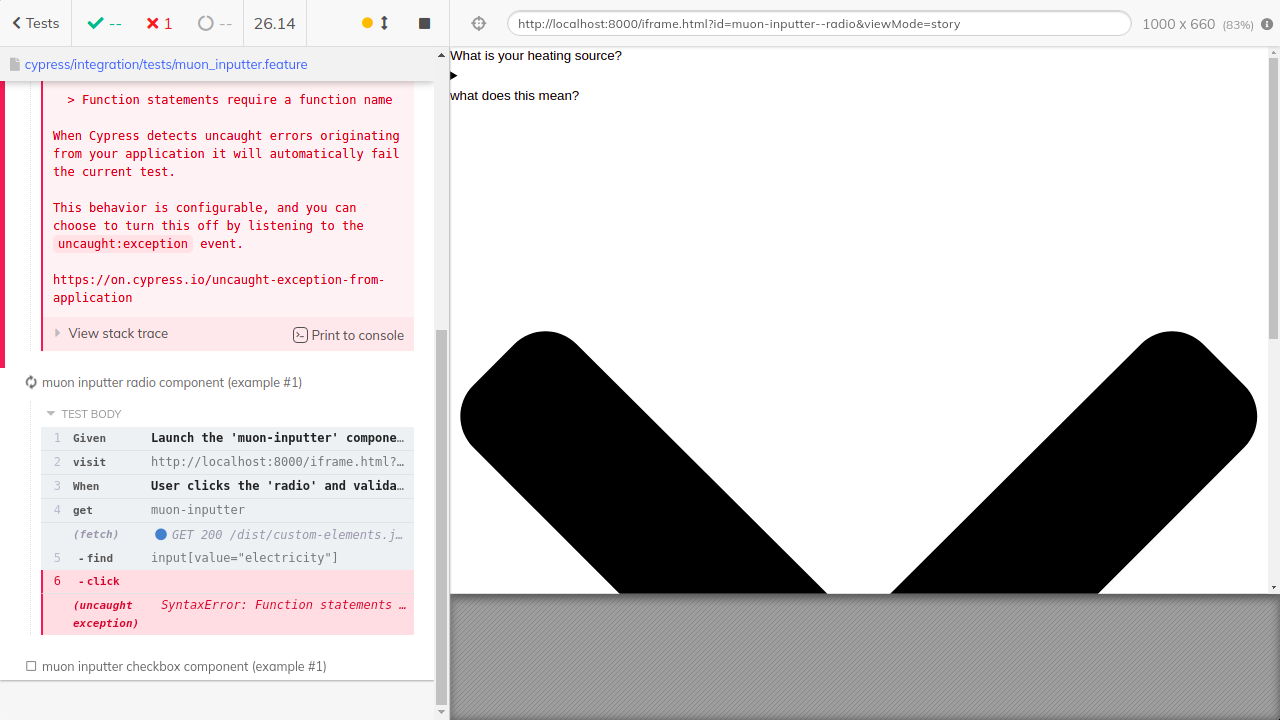 Tests
--
1
--
26.14
http://localhost:8000/iframe.html?id=muon-inputter--radio&viewMode=story
1000 x 660 (83%)
cypress/integration/tests/muon_inputter.feature
> Function statements require a function name
When Cypress detects uncaught errors originating
from your application it will automatically fail
the current test.
This behavior is configurable, and you can
choose to turn this off by listening to the
uncaught:exception event.
https://on.cypress.io/uncaught-exception-from-
application
View stack trace
Print to console
muon inputter radio component (example #1)
TEST BODY
1 Given Launch the 'muon-inputter' compone…
2 visit http://localhost:8000/iframe.html?…
3 When User clicks the 'radio' and valida…
4 get muon-inputter
(fetch) GET 200 /dist/custom-elements.j…
5 -find input[value="electricity"]
6 -click
(uncaught SyntaxError: Function statements …
exception)
muon inputter checkbox component (example #1)
What is your heating source?
what does this mean?